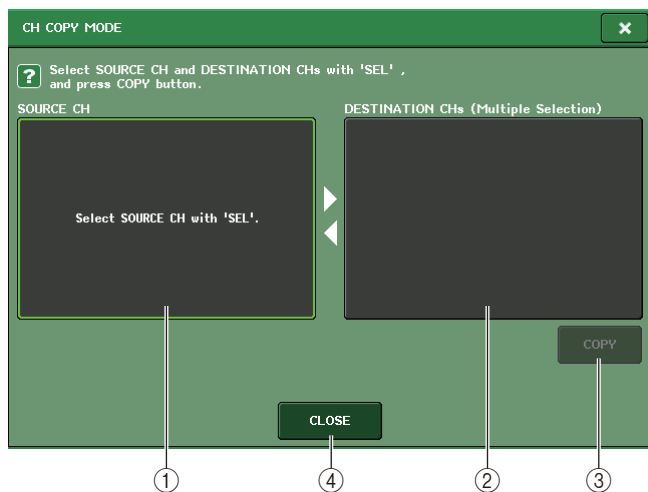 CH COPY MODE
?
Select SOURCE CH and DESTINATION CHs with 'SEL' ,
and press COPY button.
SOURCE CH
DESTINATION CHs (Multiple Selection)
Select SOURCE CH with 'SEL'.
COPY
CLOSE
① ④ ② ③